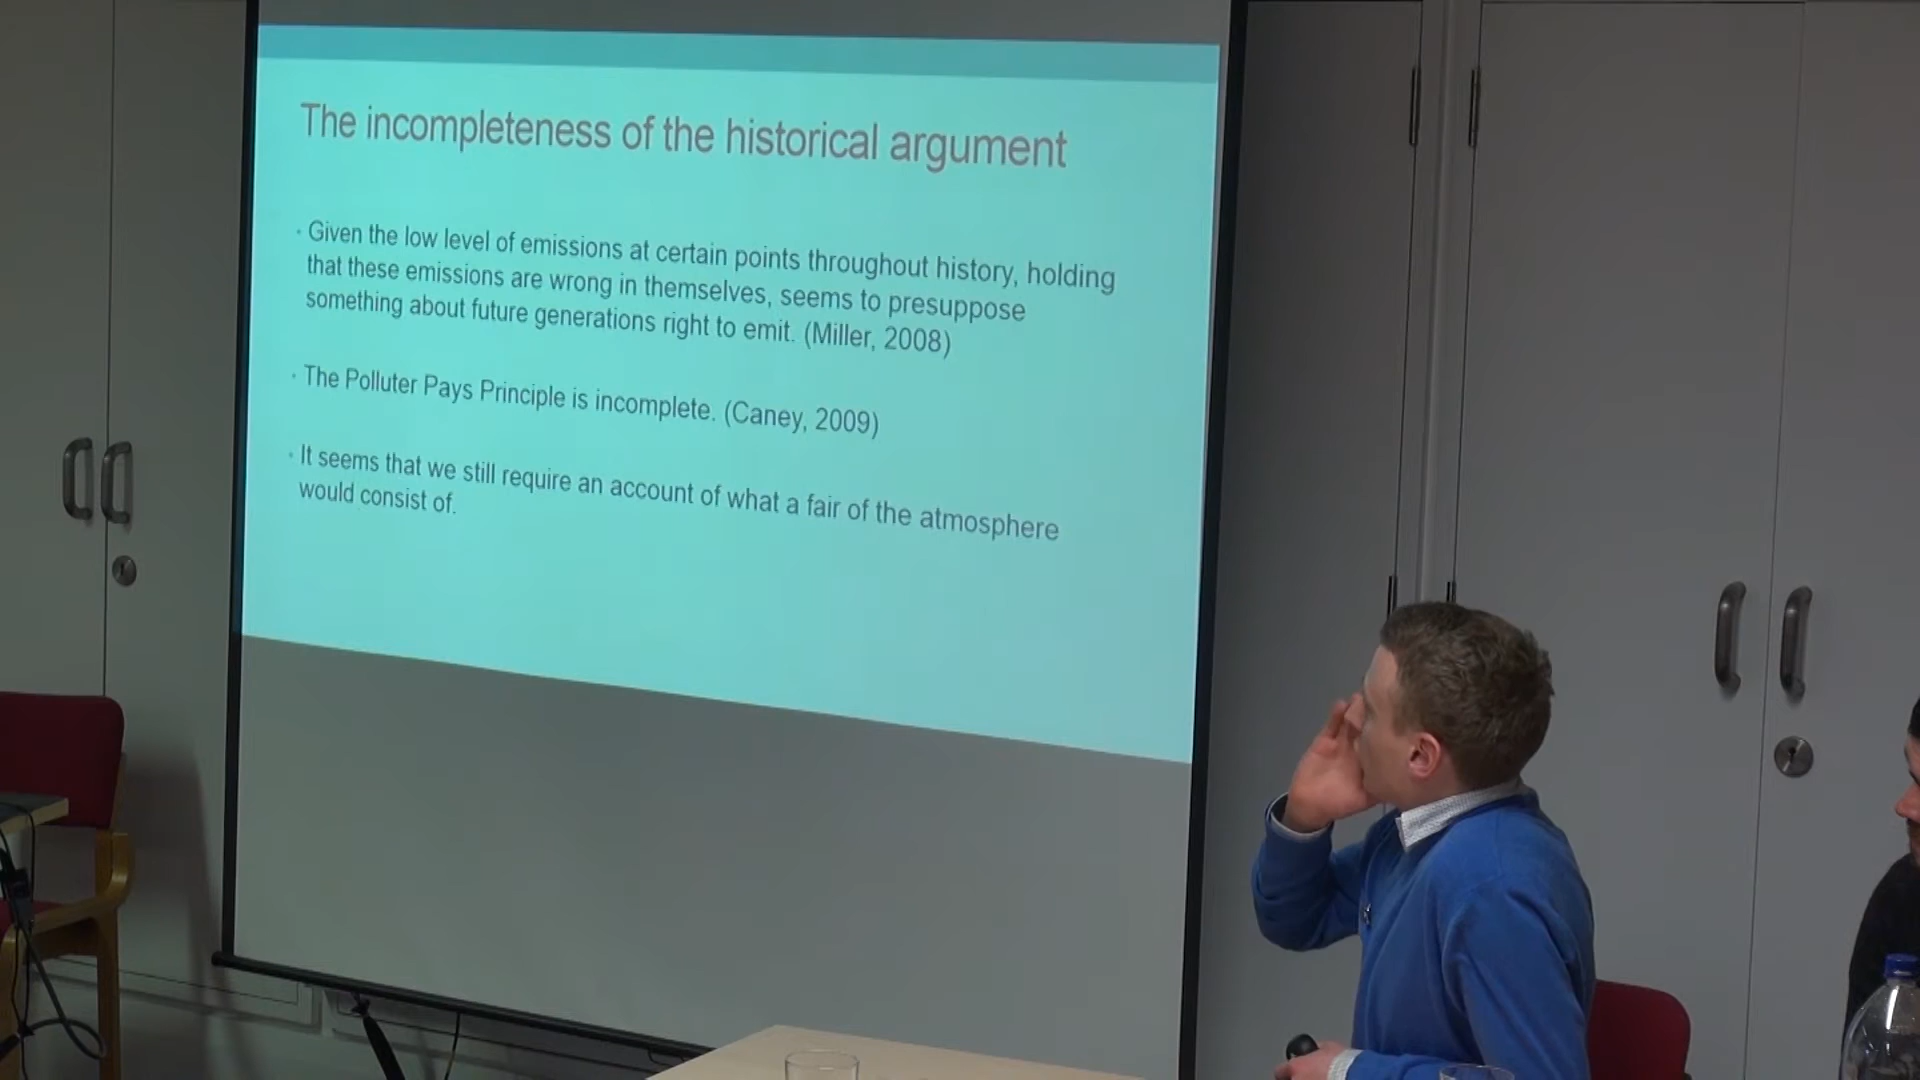 The incompleteness of the historical argument
· Given the low level of emissions at certain points throughout history, holding
that these emissions are wrong in themselves, seems to presuppose
something about future generations right to emit. (Miller, 2008)
· The Polluter Pays Principle is incomplete. (Caney, 2009)
· It seems that we still require an account of what a fair of the atmosphere
would consist of.